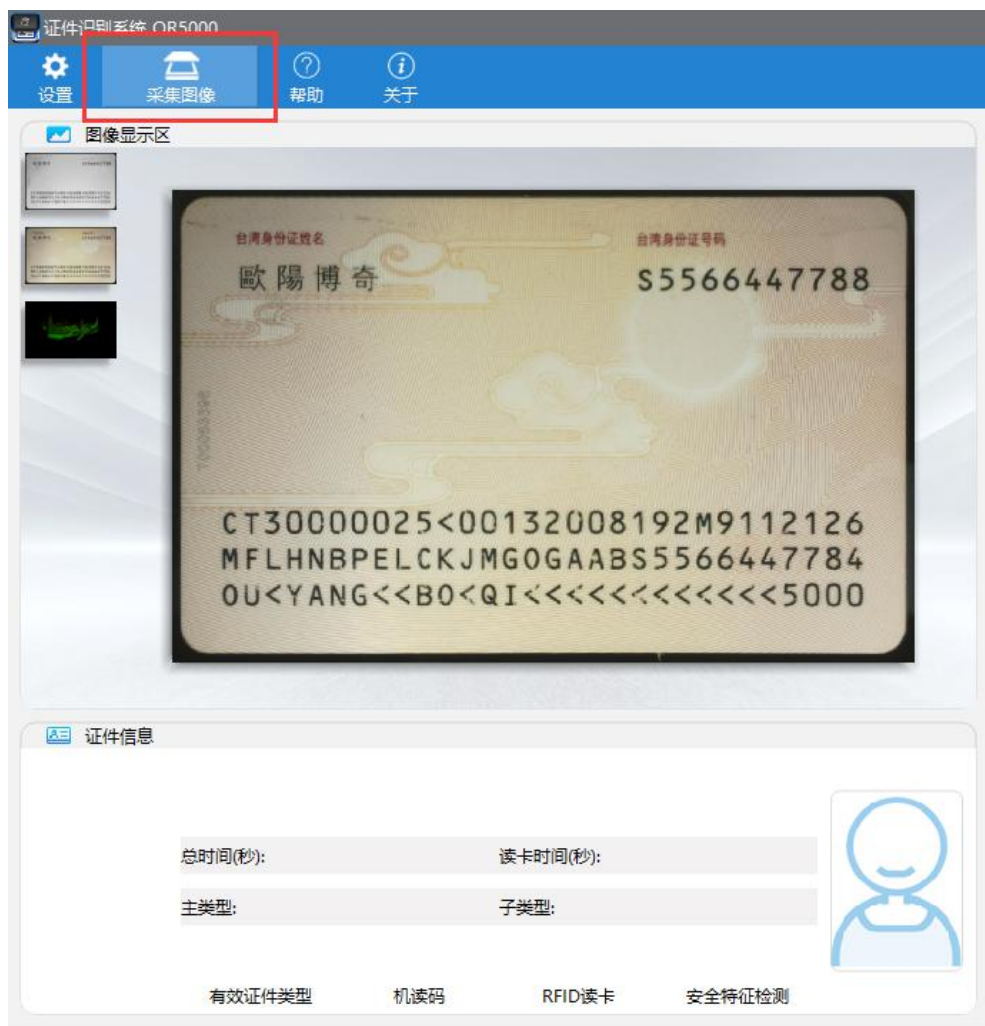 证件识别系统 QR5000
设置
采集图像
帮助
关于
图像显示区
台湾身份证姓名
台湾身份证号码
歐陽博奇
S5566447788
CT30000025<00132008192M9112126
MFLHNBPELCKJMGOGAABS5566447784
OU<YANG<<BO<QI<<<<<<<<<<<<5000
证件信息
总时间(秒):
读卡时间(秒):
主类型:
子类型:
有效证件类型
机读码
RFID读卡
安全特征检测